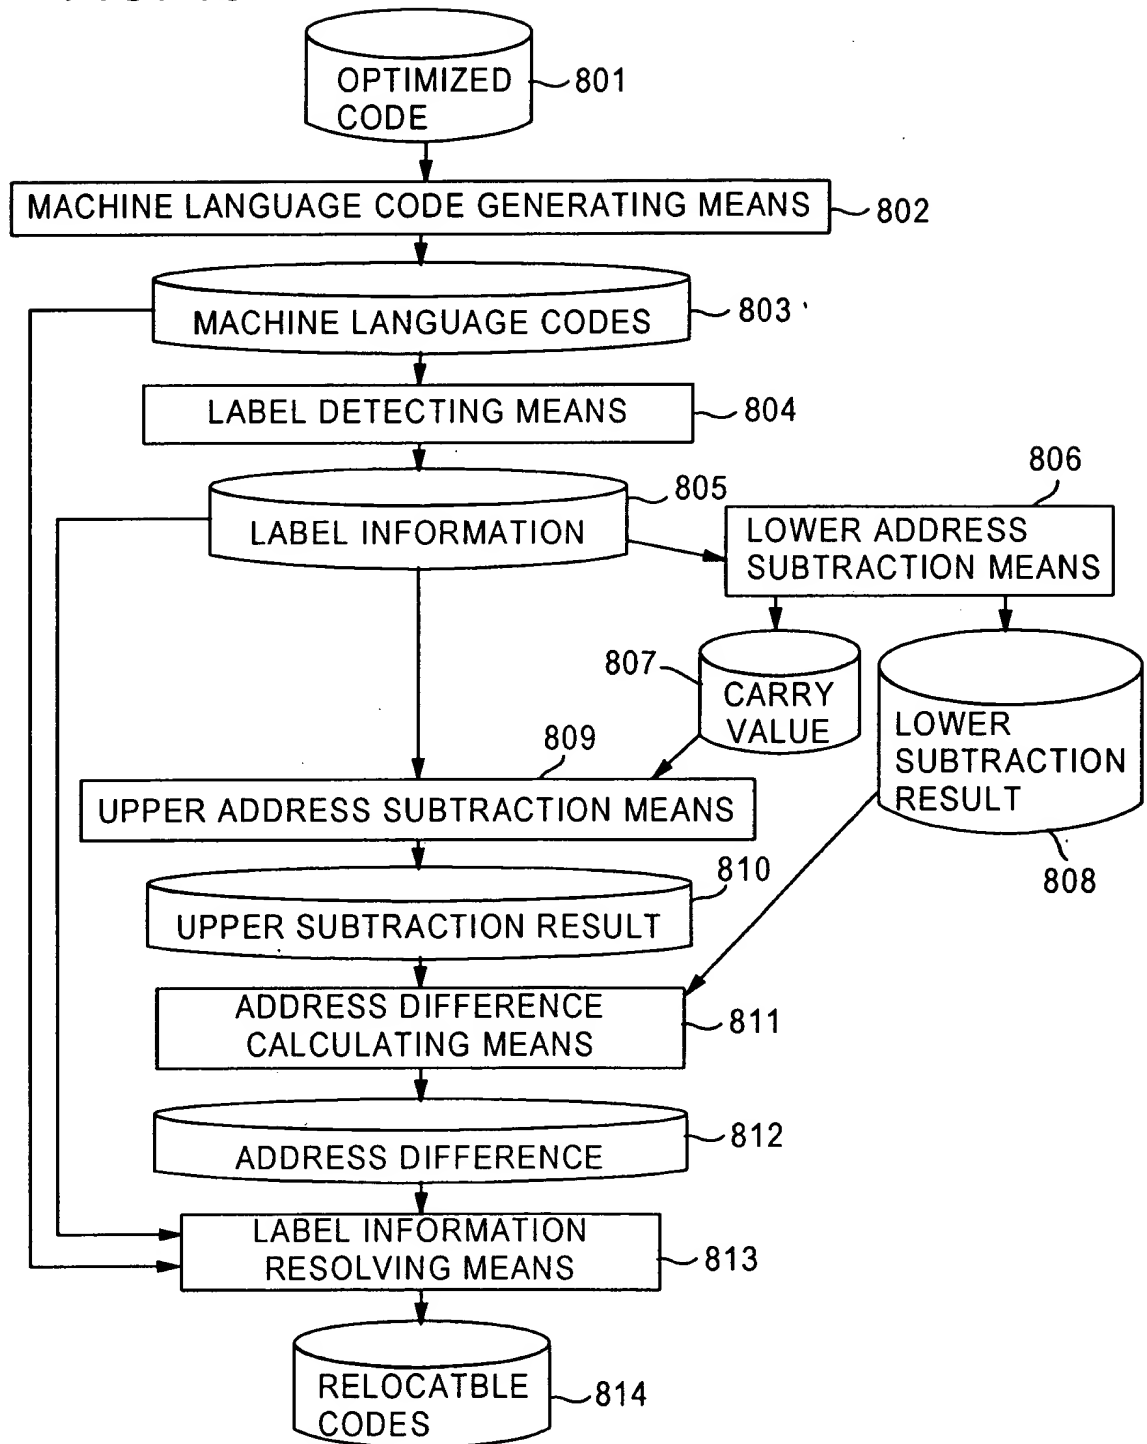 OPTIMIZED
CODE
801
MACHINE LANGUAGE CODE GENERATING MEANS
802
MACHINE LANGUAGE CODES
803
LABEL DETECTING MEANS
804
LABEL INFORMATION
805
806
LOWER ADDRESS
SUBTRACTION MEANS
807
CARRY
VALUE
LOWER
SUBTRACTION
RESULT
808
809
UPPER ADDRESS SUBTRACTION MEANS
810
UPPER SUBTRACTION RESULT
ADDRESS DIFFERENCE
CALCULATING MEANS
811
ADDRESS DIFFERENCE
812
LABEL INFORMATION
RESOLVING MEANS
813
RELOCATBLE
CODES
814